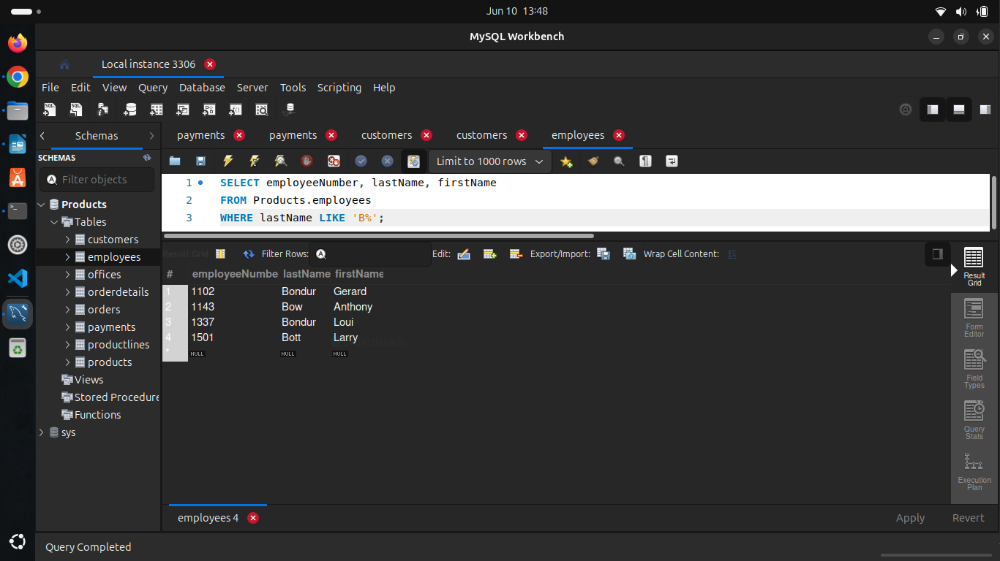 Jun 10 13:48
MySQL Workbench
Local instance 3306
File Edit View Query Database Server Tools Scripting Help
Schemas
payments payments customers customers employees
SCHEMAS
Limit to 1000 rows
Filter objects
Products
Tables
customers
employees
offices
orderdetails
orders
payments
productlines
products
Views
Stored Procedure
Functions
sys
1 SELECT employeeNumber, lastName, firstName
2 FROM Products.employees
3 WHERE lastName LIKE 'B%';
Result Grid Filter Rows: Edit: Export/Import: Wrap Cell Content:
# employeeNumbe lastName firstName
1 1102 Bondur Gerard
2 1143 Bow Anthony
3 1337 Bondur Loui
4 1501 Bott Larry
* NULL NULL NULL
Result
Grid
Form
Editor
Field
Types
Query
Stats
Execution
Plan
employees 4
Apply Revert
Query Completed